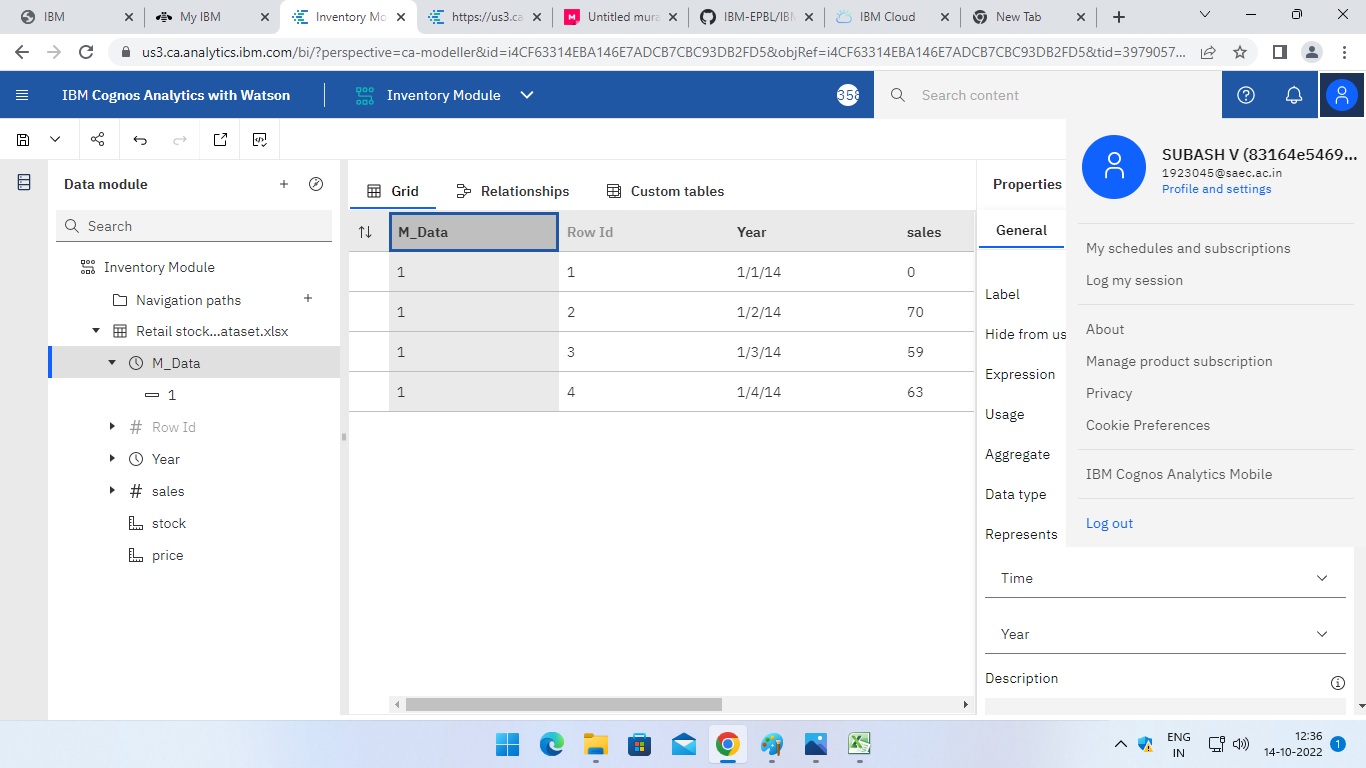 IBM
My IBM
Inventory Mo
https://us3.ca
Untitled mura
IBM-EPBL/IBM
IBM Cloud
New Tab
us3.ca.analytics.ibm.com/bi/?perspective=ca-modeller&id=i4CF63314EBA146E7ADCB7CBC93DB2FD5&objRef=i4CF63314EBA146E7ADCB7CBC93DB2FD5&tid=3979057...
IBM Cognos Analytics with Watson
Inventory Module
358
Search content
SUBASH V (83164e5469...
1923045@saec.ac.in
Profile and settings
My schedules and subscriptions
Log my session
About
Manage product subscription
Privacy
Cookie Preferences
IBM Cognos Analytics Mobile
Log out
Data module
Search
Inventory Module
Navigation paths
Retail stock...ataset.xlsx
M_Data
1
Row Id
Year
sales
stock
price
Grid Relationships Custom tables
M_Data Row Id Year sales
1 1 1/1/14 0
1 2 1/2/14 70
1 3 1/3/14 59
1 4 1/4/14 63
Properties
General
Label
Hide from us
Expression
Usage
Aggregate
Data type
Represents
Time
Year
Description
ENG
IN
12:36
14-10-2022
1